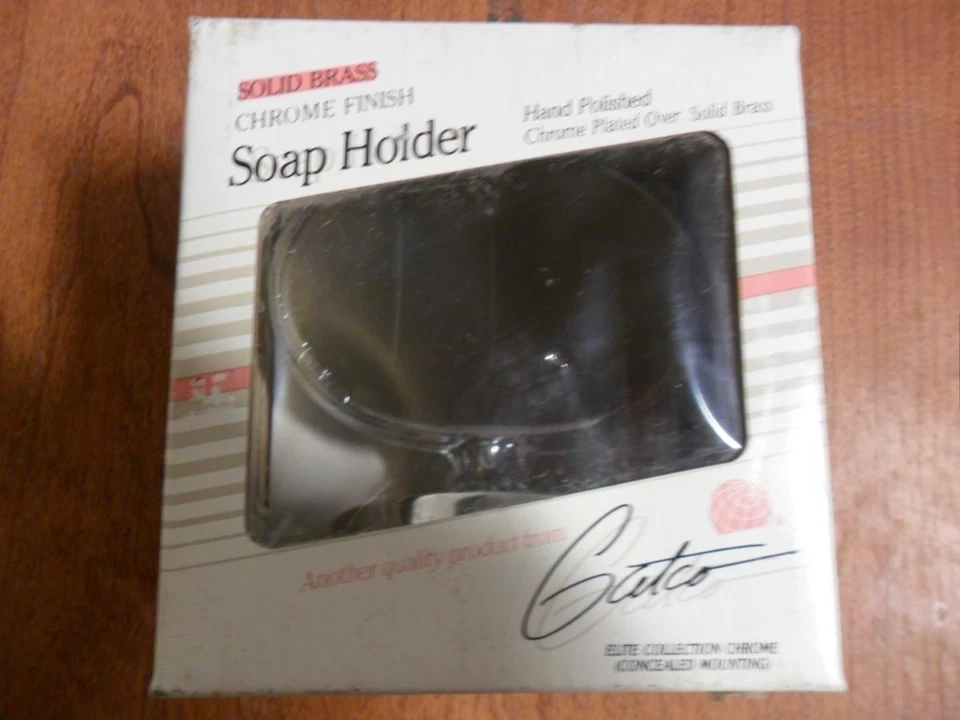 SOLID BRASS
CHROME FINISH
Soap Holder
Hand Polished
Chrome Plated Over Solid Brass
Another quality product from
Gatco
ELITE COLLECTION CHROME
(CONCEALED MOUNTING)